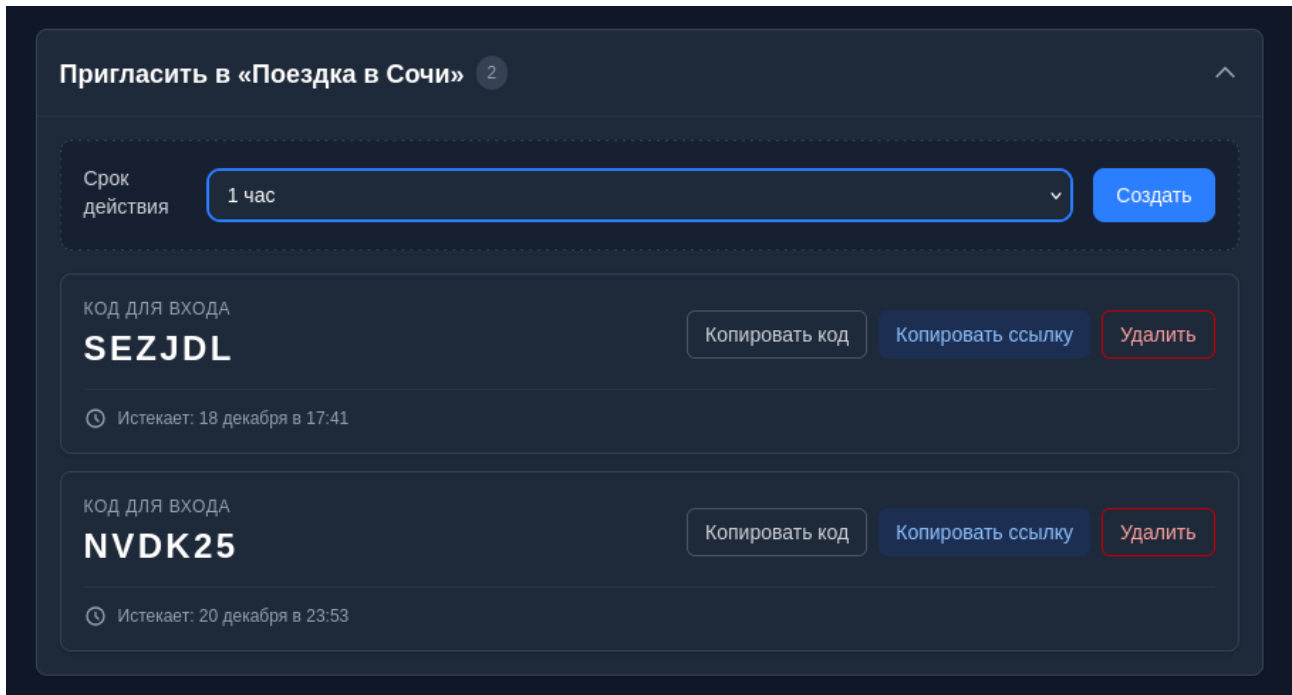 Пригласить в «Поездка в Сочи» 2
Срок
действия
1 час
Создать
КОД ДЛЯ ВХОДА
SEZJDL
Копировать код
Копировать ссылку
Удалить
Истекает: 18 декабря в 17:41
КОД ДЛЯ ВХОДА
NVDK25
Копировать код
Копировать ссылку
Удалить
Истекает: 20 декабря в 23:53